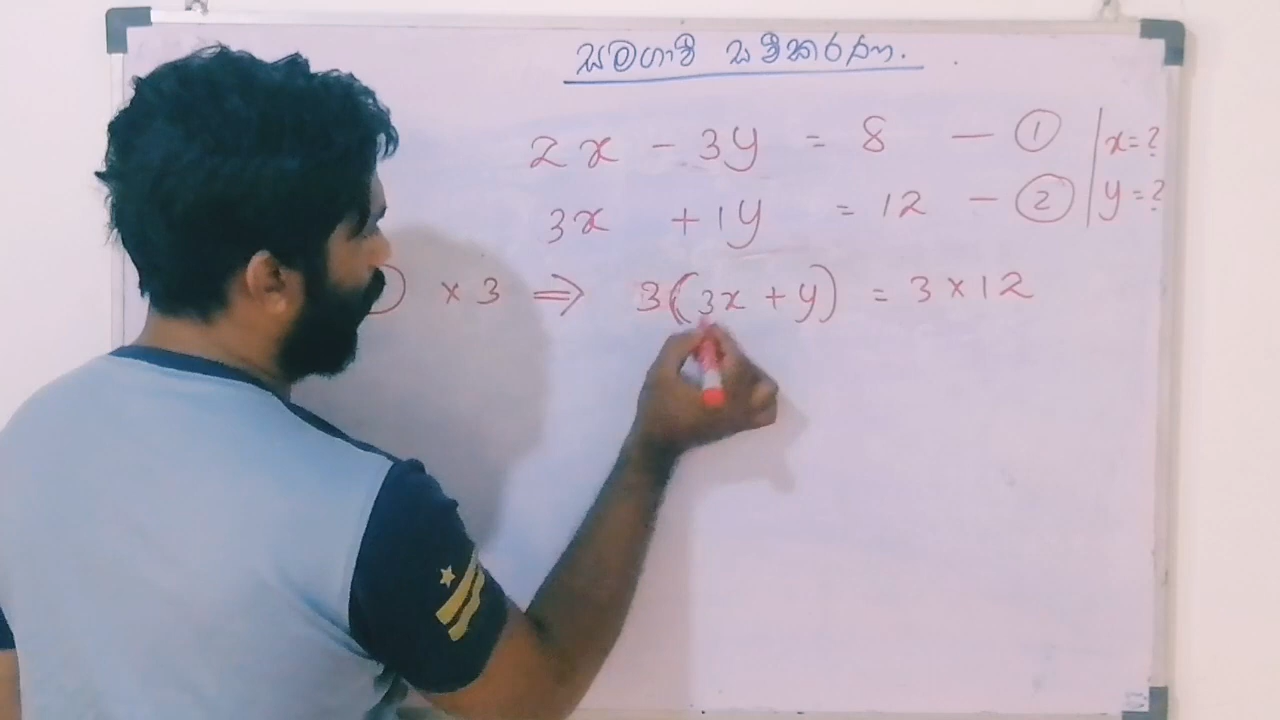 සමගාමී සමීකරණ.
2x - 3y = 8 — ① | x=?
3x + 1y = 12 — ② | y=?
× 3 ⇒ 3(3x + y) = 3 × 12